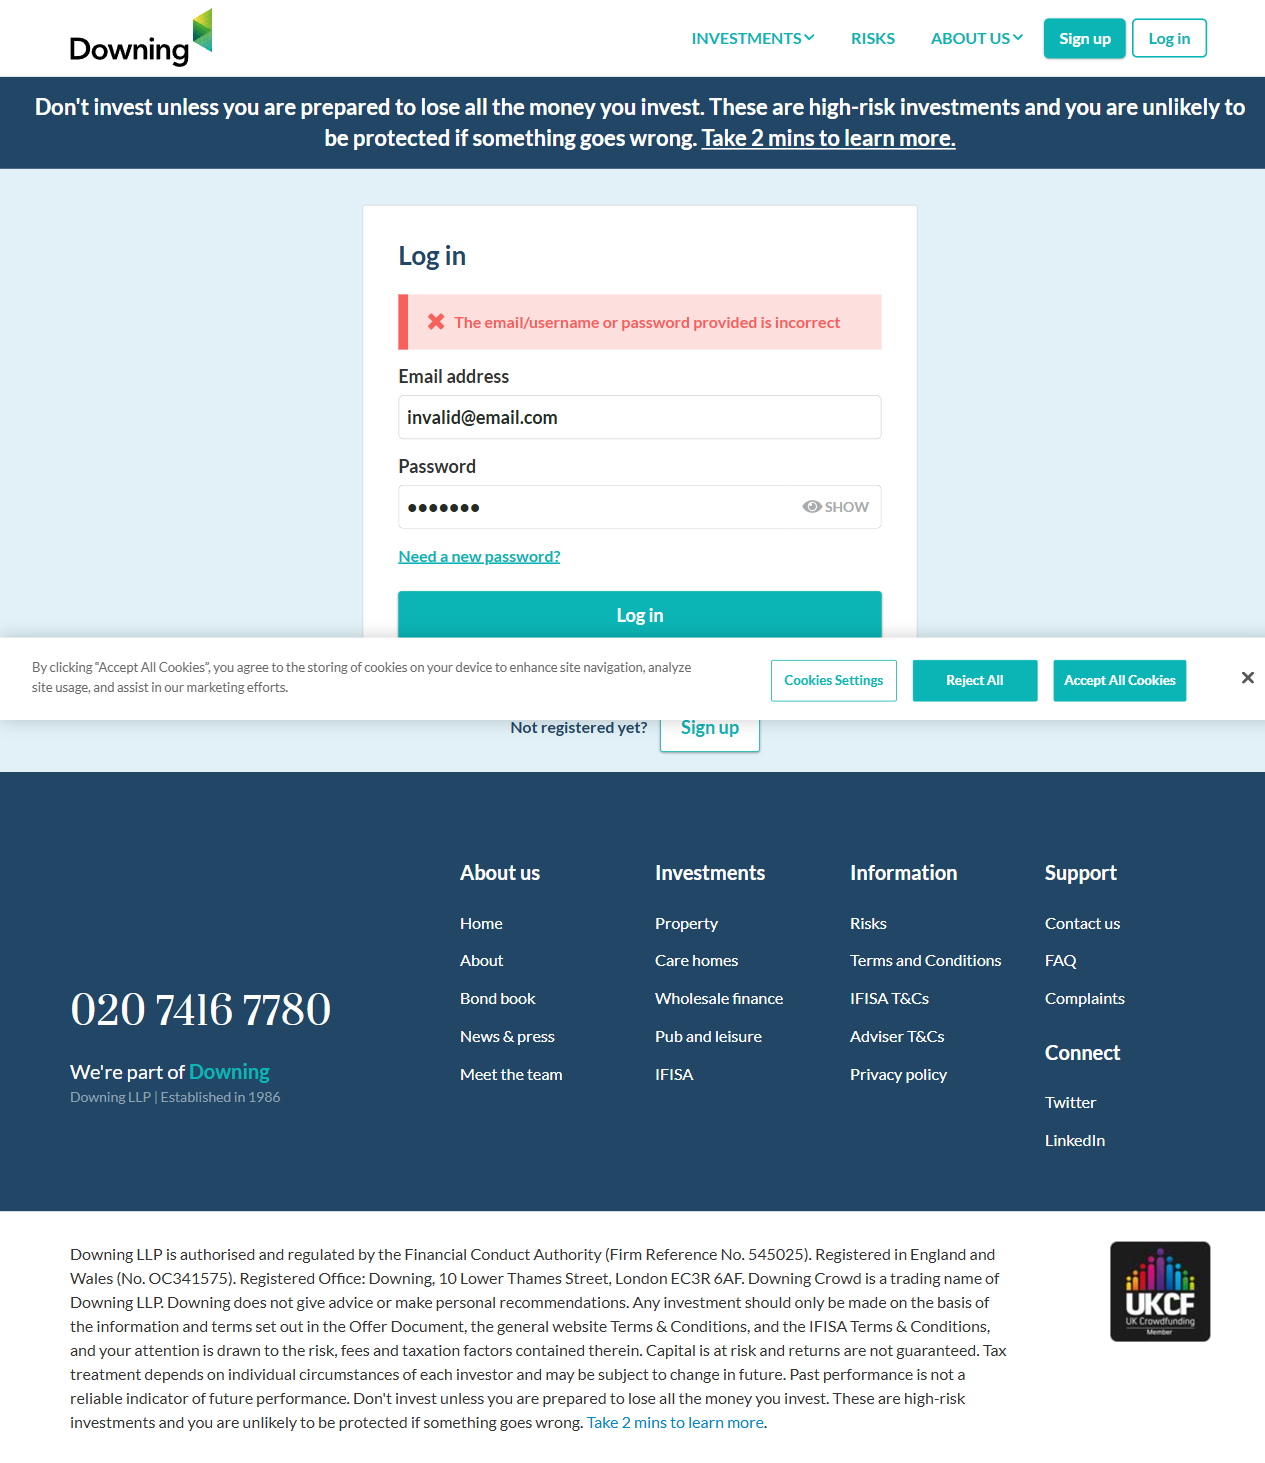 Downing
INVESTMENTS
RISKS
ABOUT US
Sign up
Log in
Don't invest unless you are prepared to lose all the money you invest. These are high-risk investments and you are unlikely to
be protected if something goes wrong. Take 2 mins to learn more.
Log in
The email/username or password provided is incorrect
Email address
invalid@email.com
Password
•••••••
SHOW
Need a new password?
Log in
By clicking “Accept All Cookies”, you agree to the storing of cookies on your device to enhance site navigation, analyze
site usage, and assist in our marketing efforts.
Cookies Settings
Reject All
Accept All Cookies
Not registered yet?
Sign up
020 7416 7780
We're part of Downing
Downing LLP | Established in 1986
About us
Home
About
Bond book
News & press
Meet the team
Investments
Property
Care homes
Wholesale finance
Pub and leisure
IFISA
Information
Risks
Terms and Conditions
IFISA T&Cs
Adviser T&Cs
Privacy policy
Support
Contact us
FAQ
Complaints
Connect
Twitter
LinkedIn
Downing LLP is authorised and regulated by the Financial Conduct Authority (Firm Reference No. 545025). Registered in England and
Wales (No. OC341575). Registered Office: Downing, 10 Lower Thames Street, London EC3R 6AF. Downing Crowd is a trading name of
Downing LLP. Downing does not give advice or make personal recommendations. Any investment should only be made on the basis of
the information and terms set out in the Offer Document, the general website Terms & Conditions, and the IFISA Terms & Conditions,
and your attention is drawn to the risk, fees and taxation factors contained therein. Capital is at risk and returns are not guaranteed. Tax
treatment depends on individual circumstances of each investor and may be subject to change in future. Past performance is not a
reliable indicator of future performance. Don't invest unless you are prepared to lose all the money you invest. These are high-risk
investments and you are unlikely to be protected if something goes wrong. Take 2 mins to learn more.
UKCF
UK Crowdfunding
Member